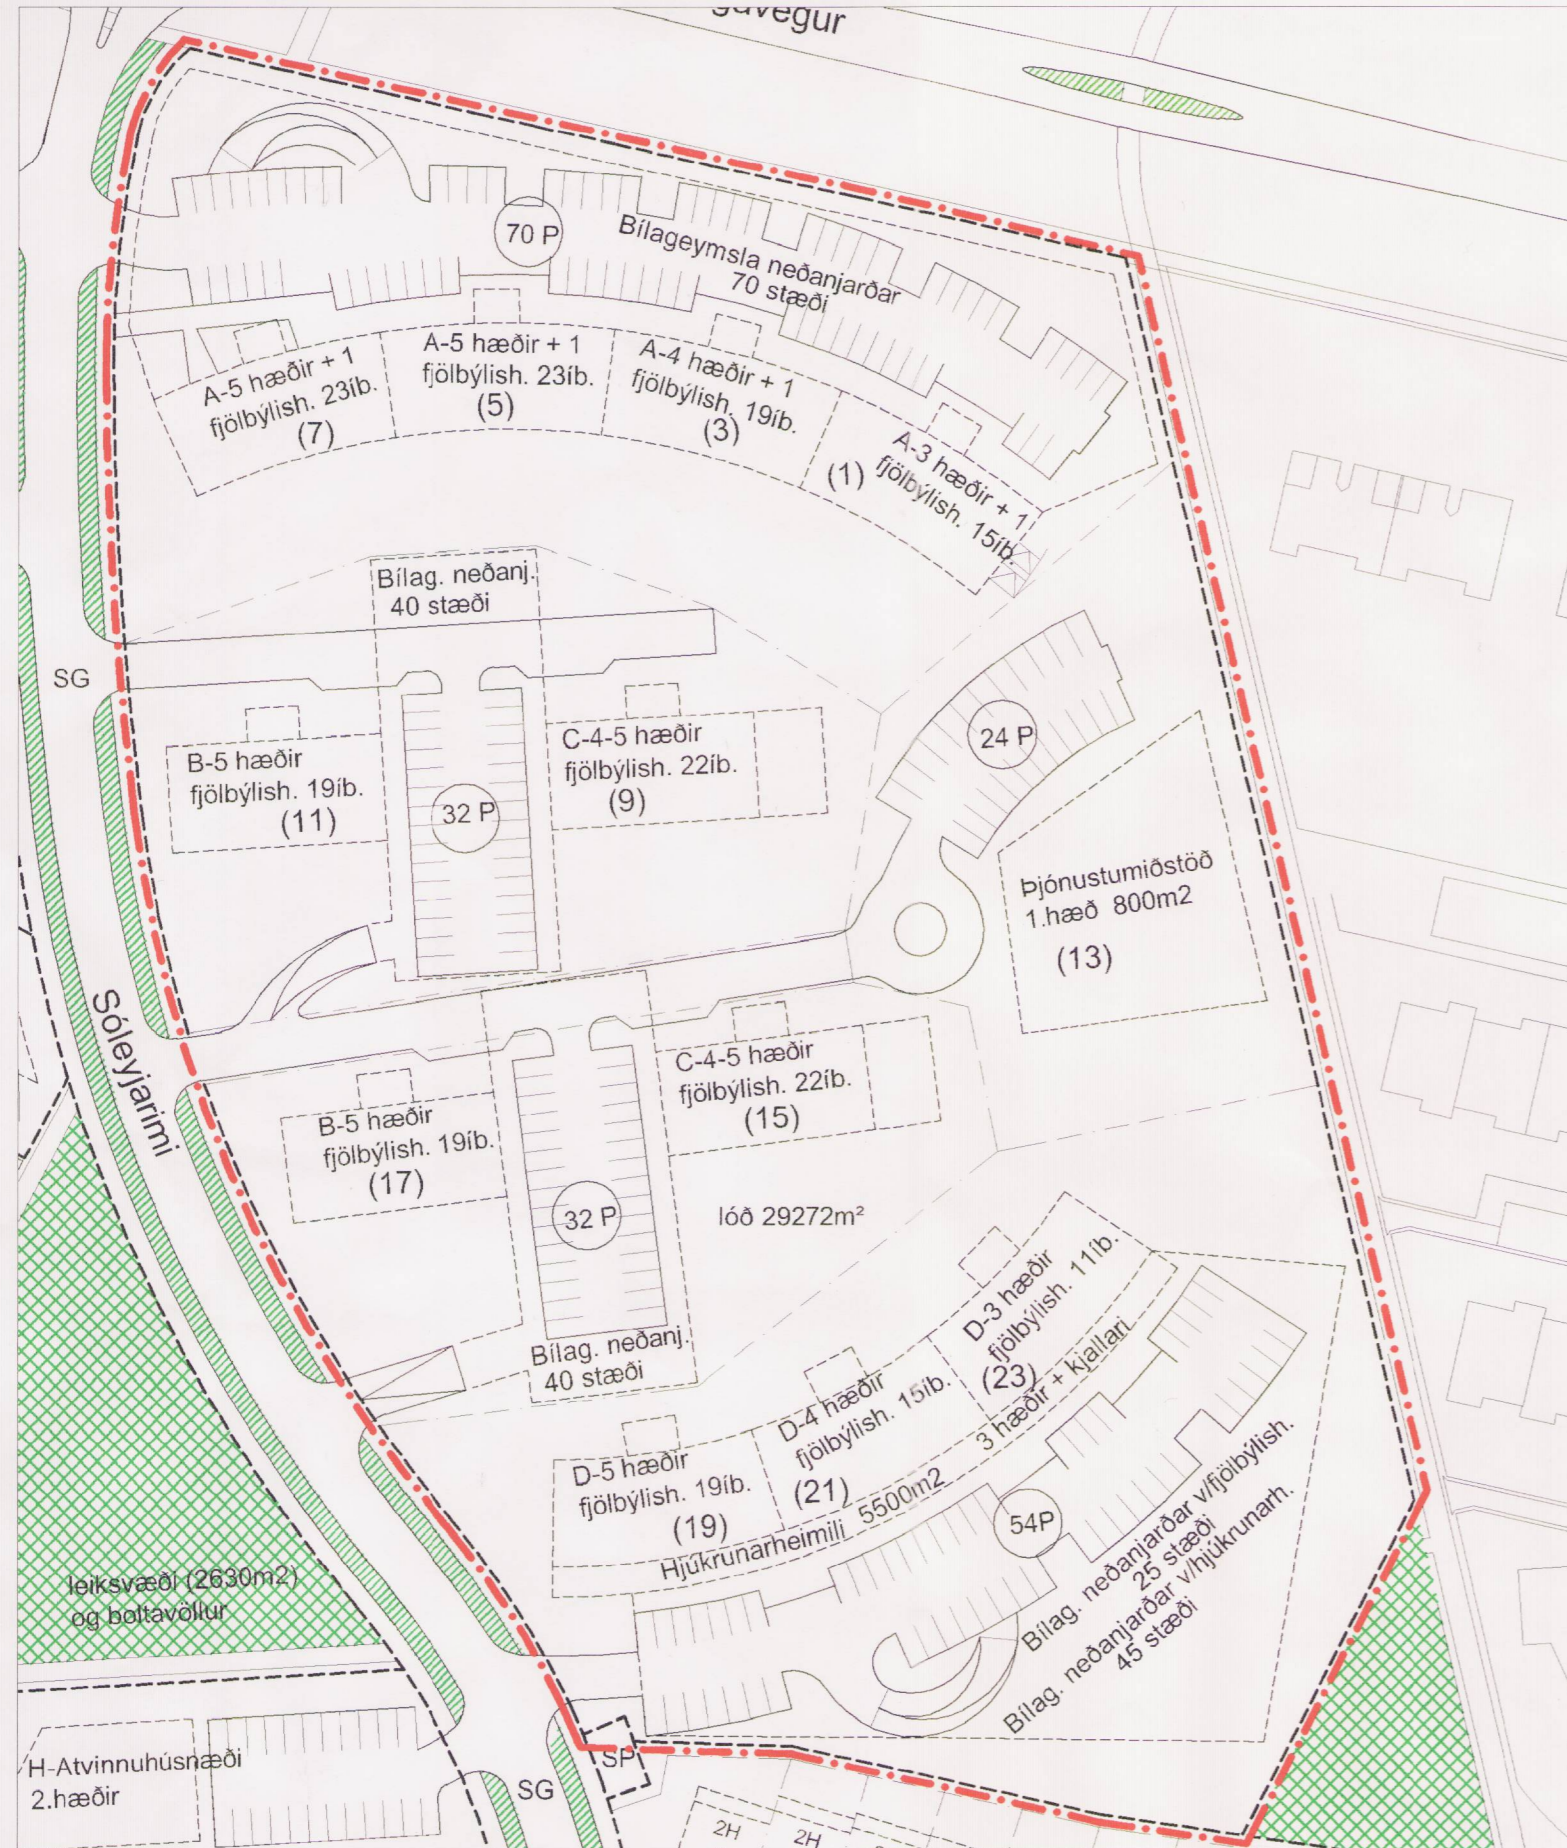 70 P
Bílageymsla neðanjarðar
70 stæði
A-5 hæðir + 1
fjölbýlish. 23íb.
(7)
A-5 hæðir + 1
fjölbýlish. 23íb.
(5)
A-4 hæðir + 1
fjölbýlish. 19íb.
(3)
A-3 hæðir + 1
fjölbýlish. 15íb.
(1)
Bílag. neðanj.
40 stæði
SG
B-5 hæðir
fjölbýlish. 19íb.
(11)
32 P
C-4-5 hæðir
fjölbýlish. 22íb.
(9)
24 P
Þjónustumiðstöð
1.hæð 800m2
(13)
Sóleyjarimi
B-5 hæðir
fjölbýlish. 19íb.
(17)
32 P
C-4-5 hæðir
fjölbýlish. 22íb.
(15)
lóð 29272m²
Bílag. neðanj.
40 stæði
D-5 hæðir
fjölbýlish. 19íb.
(19)
D-4 hæðir
fjölbýlish. 15íb.
(21)
D-3 hæðir
fjölbýlish. 11íb.
(23)
Hjúkrunarheimili 5500m2 3 hæðir + kjallari
54P
Bílag. neðanjarðar v/fjölbýlish.
25 stæði
Bílag. neðanjarðar v/hjúkrunarh.
45 stæði
leiksvæði (2630m2)
og boltavöllur
H-Atvinnuhúsnæði
2.hæðir
SG
SP
2H
2H